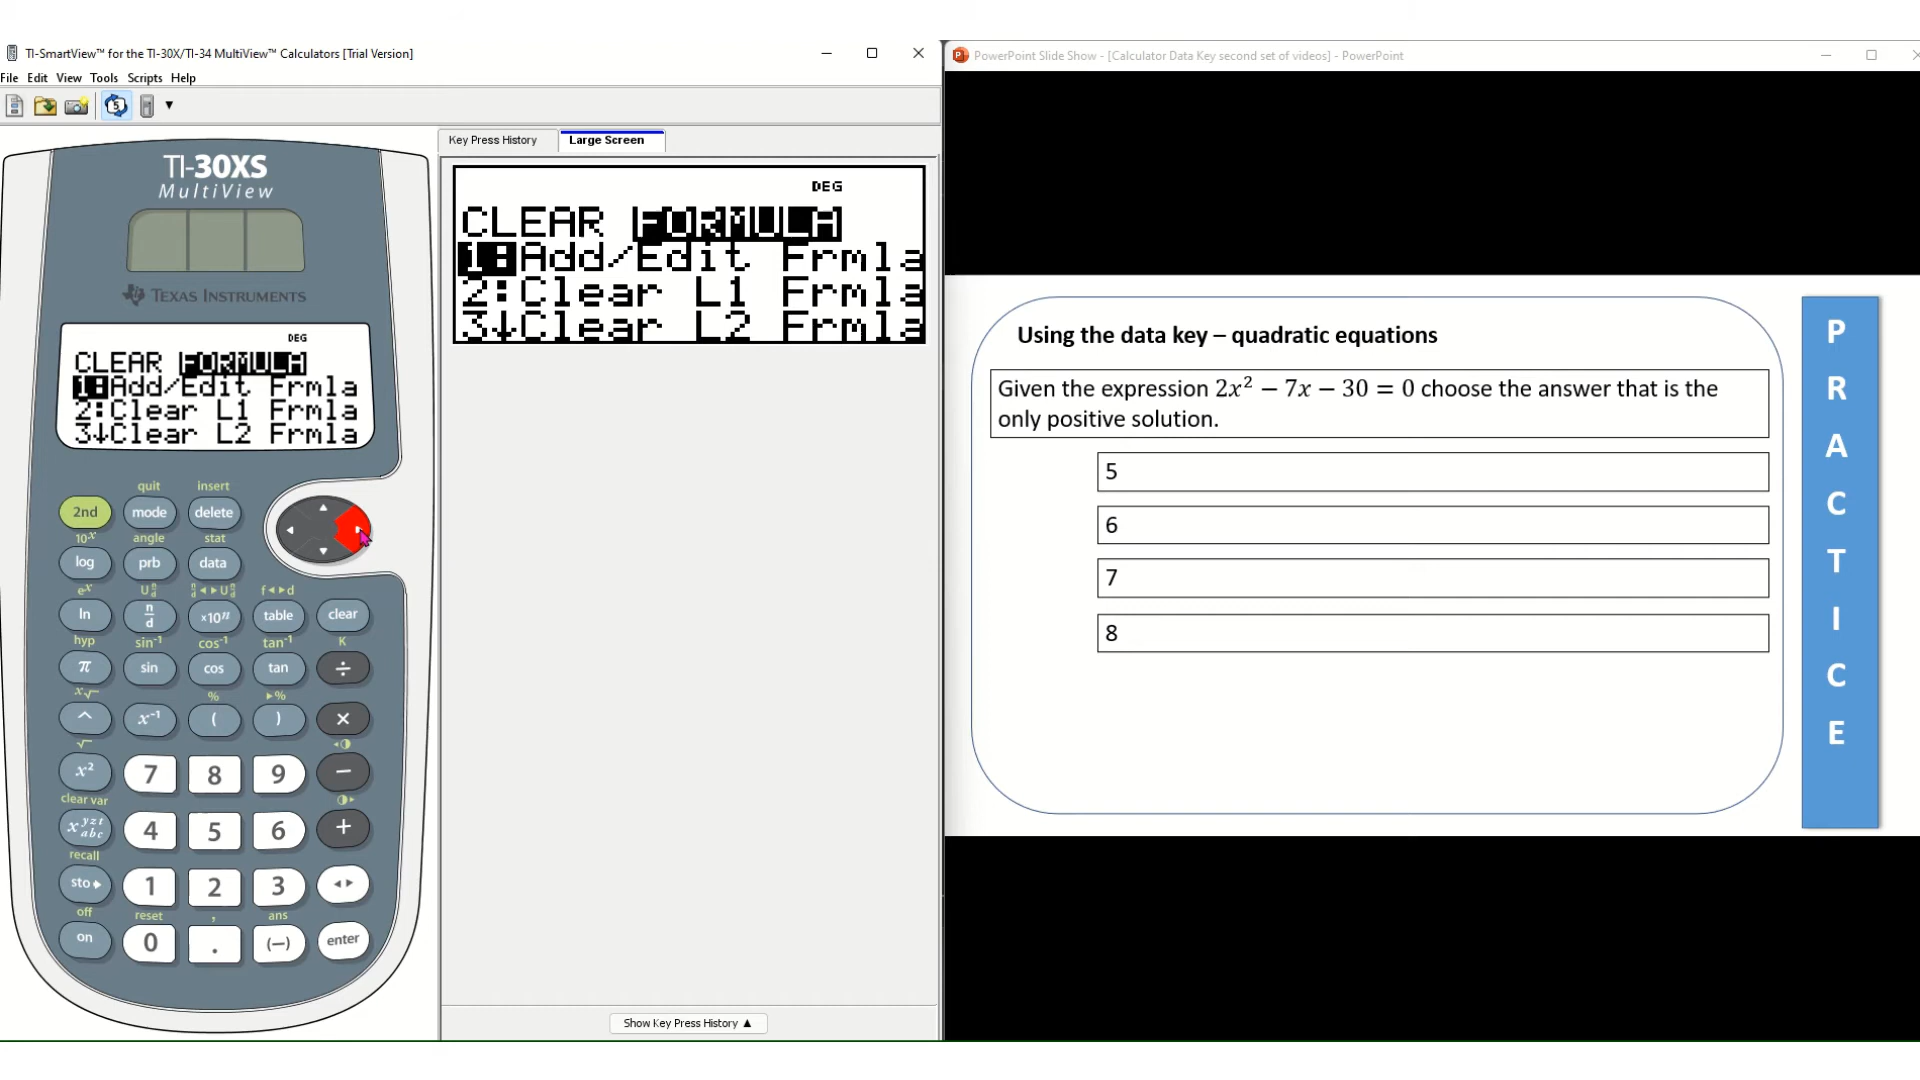 TI-SmartView™ for the TI-30X/TI-34 MultiView™ Calculators [Trial Version]
File Edit View Tools Scripts Help
Key Press History
Large Screen
TI-30XS
MultiView
TEXAS INSTRUMENTS
DEG
CLEAR FORMULA
1:Add/Edit Frmla
2:Clear L1 Frmla
3↓Clear L2 Frmla
quit insert
2nd mode delete
10ˣ angle stat
log prb data
eˣ U n/d n/d◄►U n/d f◄►d
ln n/d ×10ⁿ table clear
hyp sin⁻¹ cos⁻¹ tan⁻¹ K
π sin cos tan ÷
ˣ√ % ►%
^ x⁻¹ ( ) ×
√
x² 7 8 9 −
clear var
x yzt abc 4 5 6 +
recall
sto► 1 2 3 ◄►
off reset , ans
on 0 . (−) enter
DEG
CLEAR FORMULA
1:Add/Edit Frmla
2:Clear L1 Frmla
3↓Clear L2 Frmla
Show Key Press History ▲
PowerPoint Slide Show - [Calculator Data Key second set of videos] - PowerPoint
Using the data key – quadratic equations
Given the expression 2x² − 7x − 30 = 0 choose the answer that is the
only positive solution.
5
6
7
8
P
R
A
C
T
I
C
E